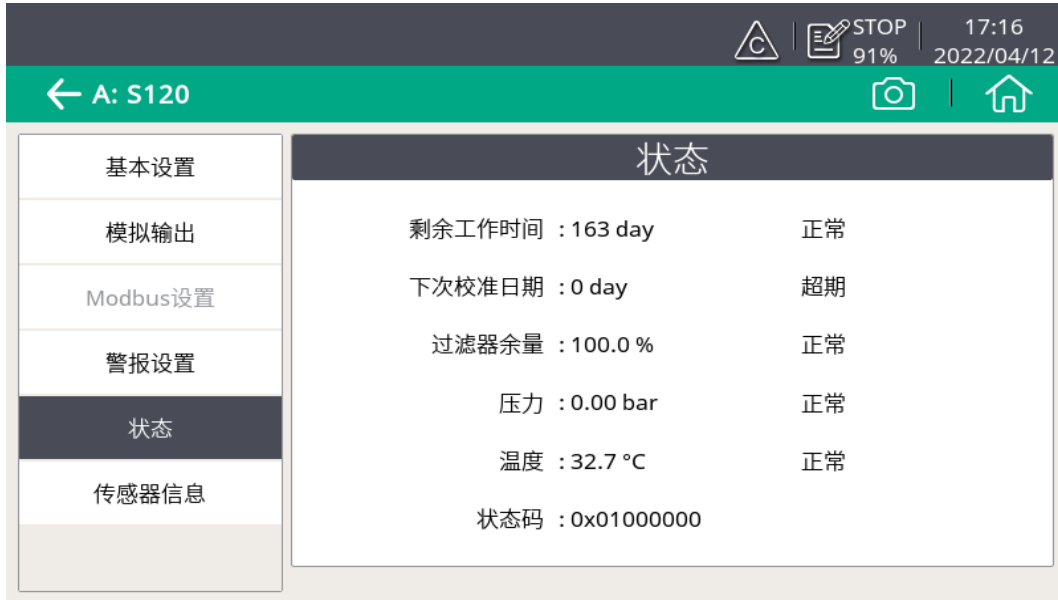 C STOP 17:16
91% 2022/04/12
A: S120
基本设置
模拟输出
Modbus设置
警报设置
状态
传感器信息
状态
剩余工作时间 : 163 day 正常
下次校准日期 : 0 day 超期
过滤器余量 : 100.0 % 正常
压力 : 0.00 bar 正常
温度 : 32.7 °C 正常
状态码 : 0x01000000